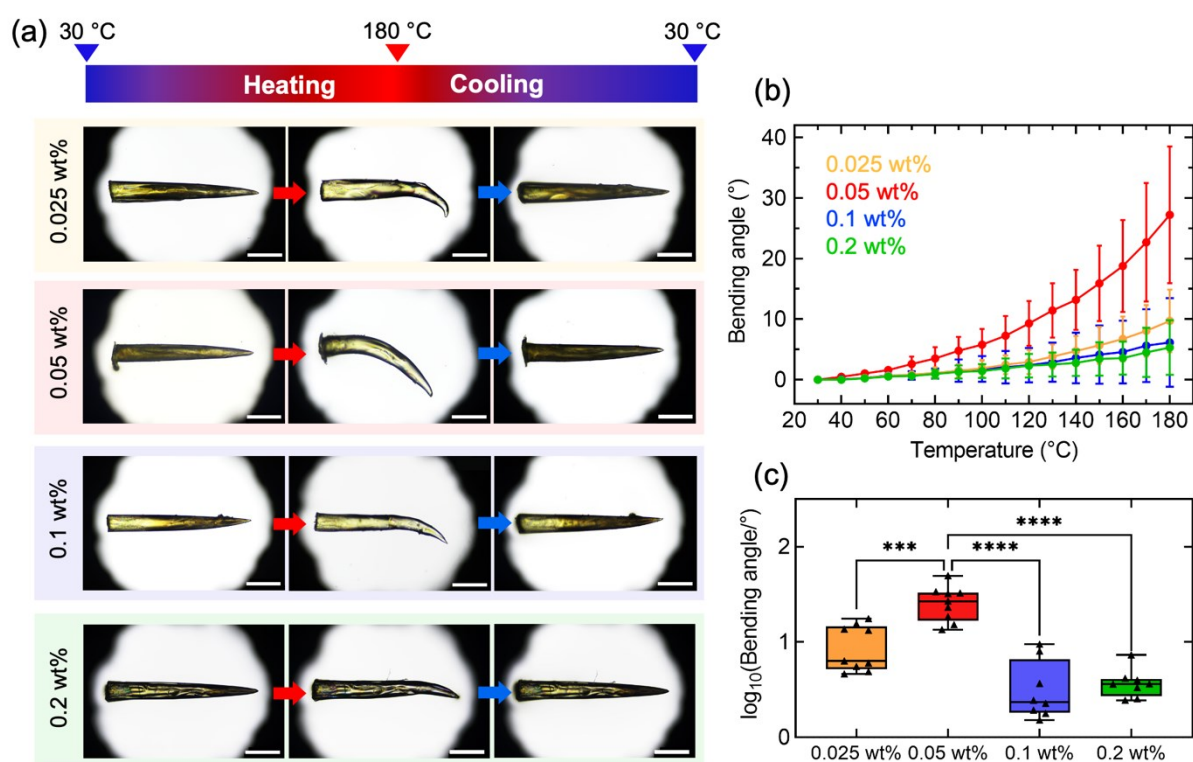 (a)
30 °C
180 °C
30 °C
Heating
Cooling
0.025 wt%
0.05 wt%
0.1 wt%
0.2 wt%
(b)
Bending angle (°)
40
30
20
10
0
0.025 wt%
0.05 wt%
0.1 wt%
0.2 wt%
20 40 60 80 100 120 140 160 180
Temperature (°C)
(c)
log₁₀(Bending angle/°)
2
1
0
***
****
****
0.025 wt% 0.05 wt% 0.1 wt% 0.2 wt%